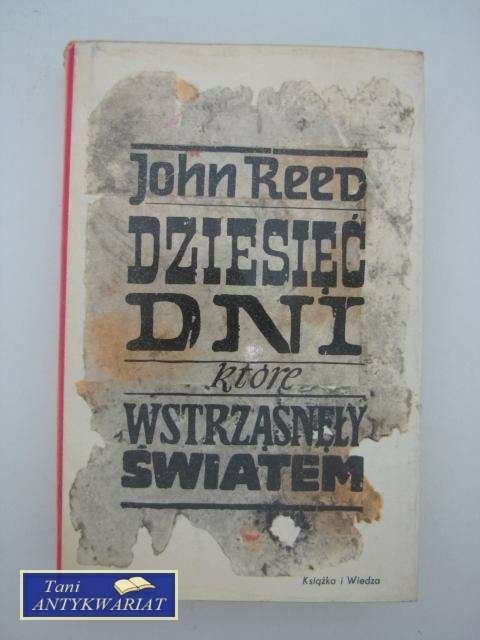 John Reed
DZIESIĘĆ
DNI
które
WSTRZĄSNĘŁY
ŚWIATEM
Książka i Wiedza
Tani
ANTYKWARIAT